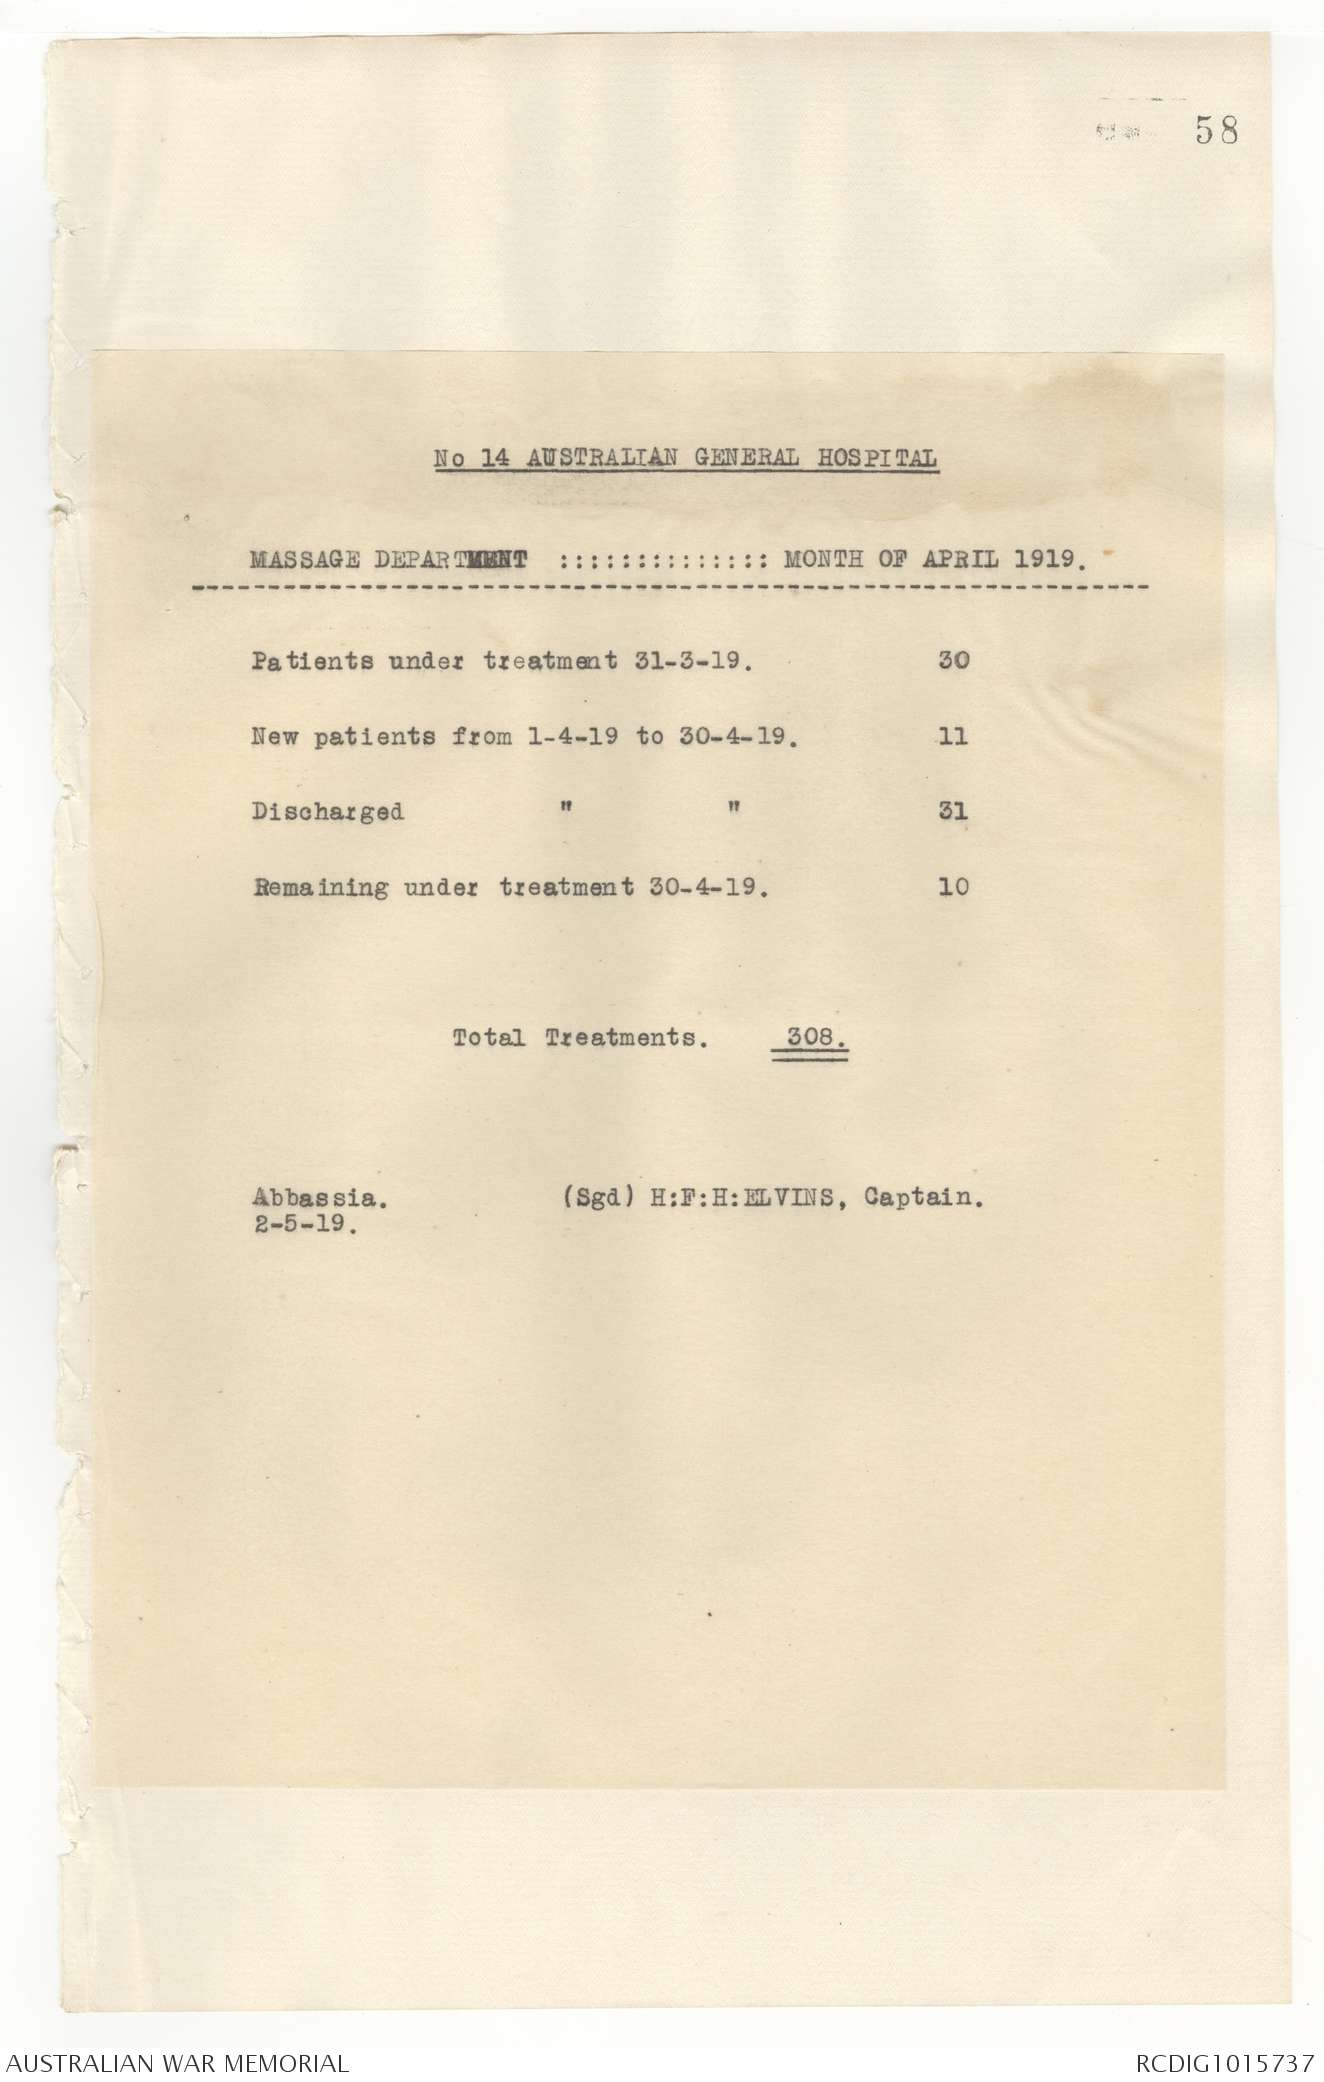 58
No 14 AUSTRALIAN GENERAL HOSPITAL
MASSAGE DEPARTMENT :::::::::::::: MONTH OF APRIL 1919.
Patients under treatment 31-3-19. 30
New patients from 1-4-19 to 30-4-19. 11
Discharged " " 31
Remaining under treatment 30-4-19. 10
Total Treatments. 308.
Abbassia. (Sgd) H:F:H:ELVINS, Captain.
2-5-19.
AUSTRALIAN WAR MEMORIAL RCDIG1015737